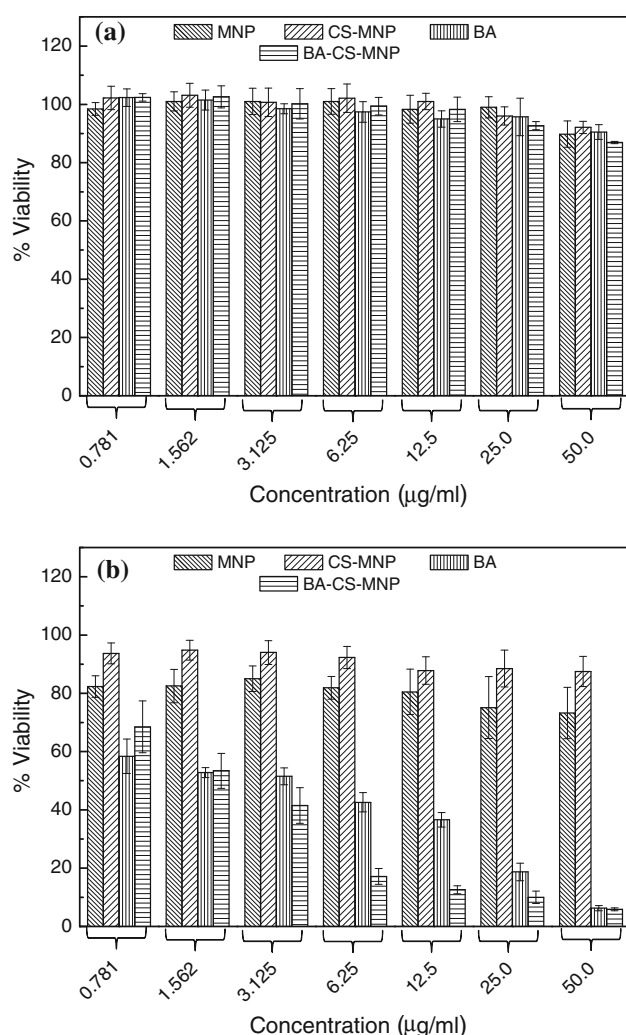 (a)
MNP CS-MNP BA
BA-CS-MNP
120
100
80
60
40
20
0
% Viability
0.781 1.562 3.125 6.25 12.5 25.0 50.0
Concentration (μg/ml)
(b)
MNP CS-MNP BA
BA-CS-MNP
120
100
80
60
40
20
0
% Viability
0.781 1.562 3.125 6.25 12.5 25.0 50.0
Concentration (μg/ml)